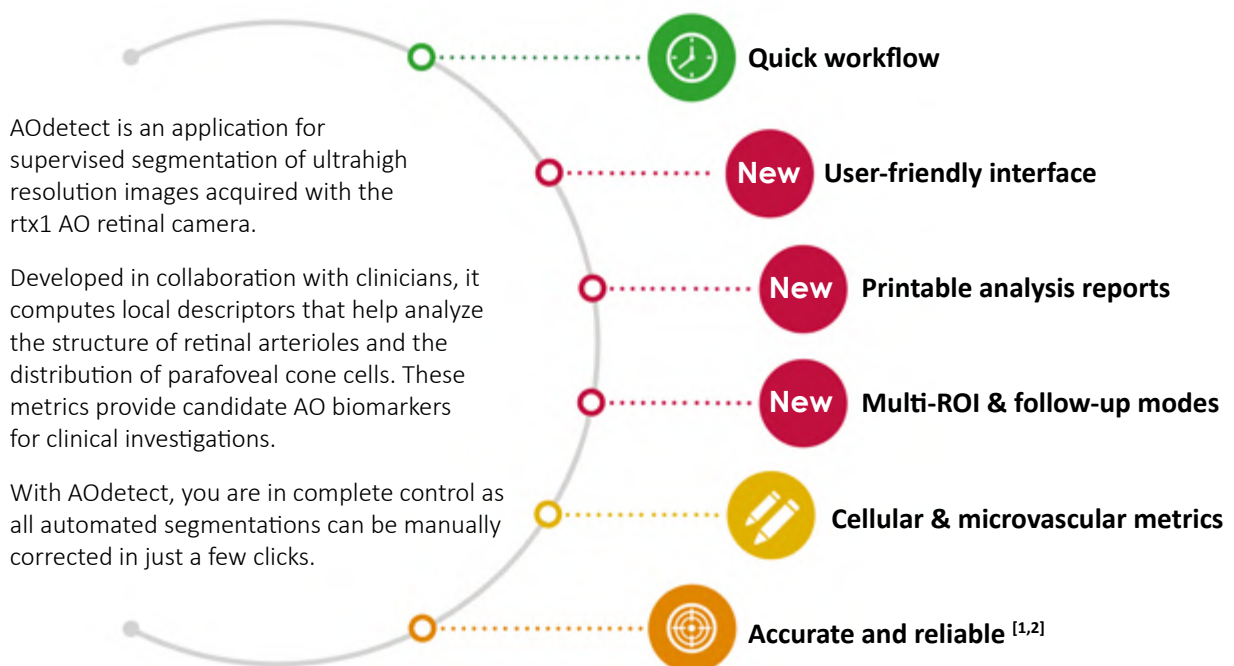 AOdetect is an application for
supervised segmentation of ultrahigh
resolution images acquired with the
rtx1 AO retinal camera.
Developed in collaboration with clinicians, it
computes local descriptors that help analyze
the structure of retinal arterioles and the
distribution of parafoveal cone cells. These
metrics provide candidate AO biomarkers
for clinical investigations.
With AOdetect, you are in complete control as
all automated segmentations can be manually
corrected in just a few clicks.
Quick workflow
New User-friendly interface
New Printable analysis reports
New Multi-ROI & follow-up modes
Cellular & microvascular metrics
Accurate and reliable [1,2]